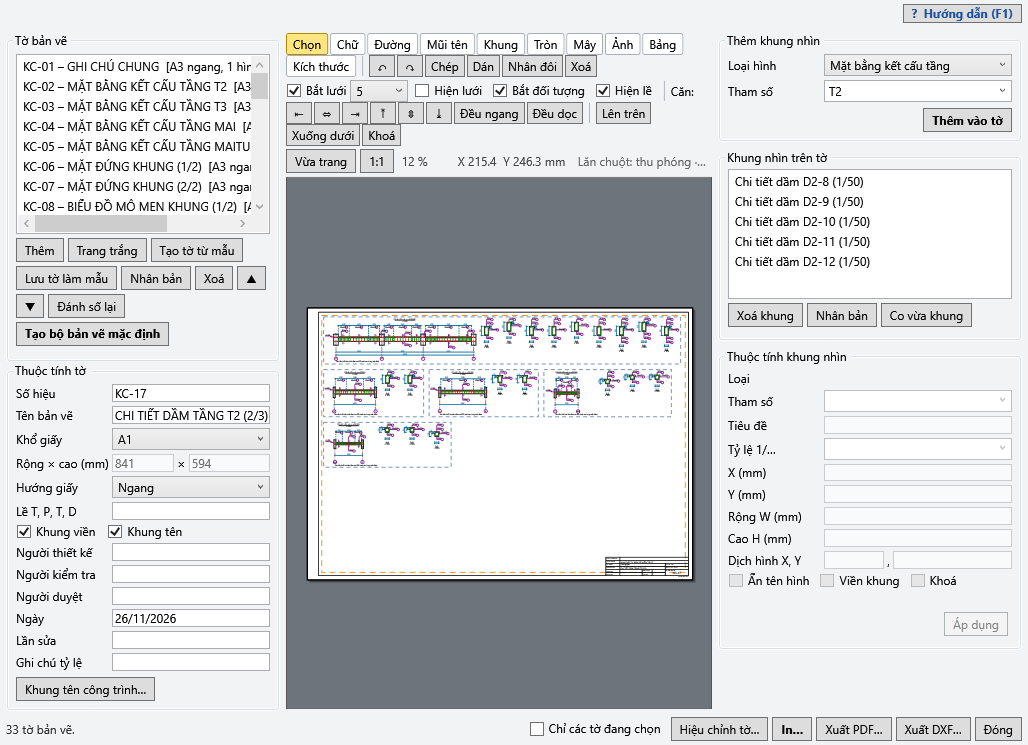 ? Hướng dẫn (F1)
Tờ bản vẽ
KC-01 – GHI CHÚ CHUNG [A3 ngang, 1 hìn
KC-02 – MẶT BẰNG KẾT CẤU TẦNG T2 [A3
KC-03 – MẶT BẰNG KẾT CẤU TẦNG T3 [A3
KC-04 – MẶT BẰNG KẾT CẤU TẦNG MAI [A
KC-05 – MẶT BẰNG KẾT CẤU TẦNG MAITU
KC-06 – MẶT ĐỨNG KHUNG (1/2) [A3 ngan
KC-07 – MẶT ĐỨNG KHUNG (2/2) [A3 ngan
KC-08 – BIỂU ĐỒ MÔ MEN KHUNG (1/2) [A
Thêm Trang trắng Tạo tờ từ mẫu
Lưu tờ làm mẫu Nhân bản Xoá ▲
▼ Đánh số lại
Tạo bộ bản vẽ mặc định
Thuộc tính tờ
Số hiệu KC-17
Tên bản vẽ CHI TIẾT DẦM TẦNG T2 (2/3)
Khổ giấy A1
Rộng × cao (mm) 841 × 594
Hướng giấy Ngang
Lề T, P, T, D
Khung viền Khung tên
Người thiết kế
Người kiểm tra
Người duyệt
Ngày 26/11/2026
Lần sửa
Ghi chú tỷ lệ
Khung tên công trình...
33 tờ bản vẽ.
Chọn Chữ Đường Mũi tên Khung Tròn Mây Ảnh Bảng
Kích thước Chép Dán Nhân đôi Xoá
Bắt lưới 5 Hiện lưới Bắt đối tượng Hiện lề Căn:
Đều ngang Đều dọc Lên trên
Xuống dưới Khoá
Vừa trang 1:1 12 % X 215.4 Y 246.3 mm Lăn chuột: thu phóng ·...
Thêm khung nhìn
Loại hình Mặt bằng kết cấu tầng
Tham số T2
Thêm vào tờ
Khung nhìn trên tờ
Chi tiết dầm D2-8 (1/50)
Chi tiết dầm D2-9 (1/50)
Chi tiết dầm D2-10 (1/50)
Chi tiết dầm D2-11 (1/50)
Chi tiết dầm D2-12 (1/50)
Xoá khung Nhân bản Co vừa khung
Thuộc tính khung nhìn
Loại
Tham số
Tiêu đề
Tỷ lệ 1/...
X (mm)
Y (mm)
Rộng W (mm)
Cao H (mm)
Dịch hình X, Y ,
Ẩn tên hình Viền khung Khoá
Áp dụng
Chỉ các tờ đang chọn Hiệu chỉnh tờ... In... Xuất PDF... Xuất DXF... Đóng